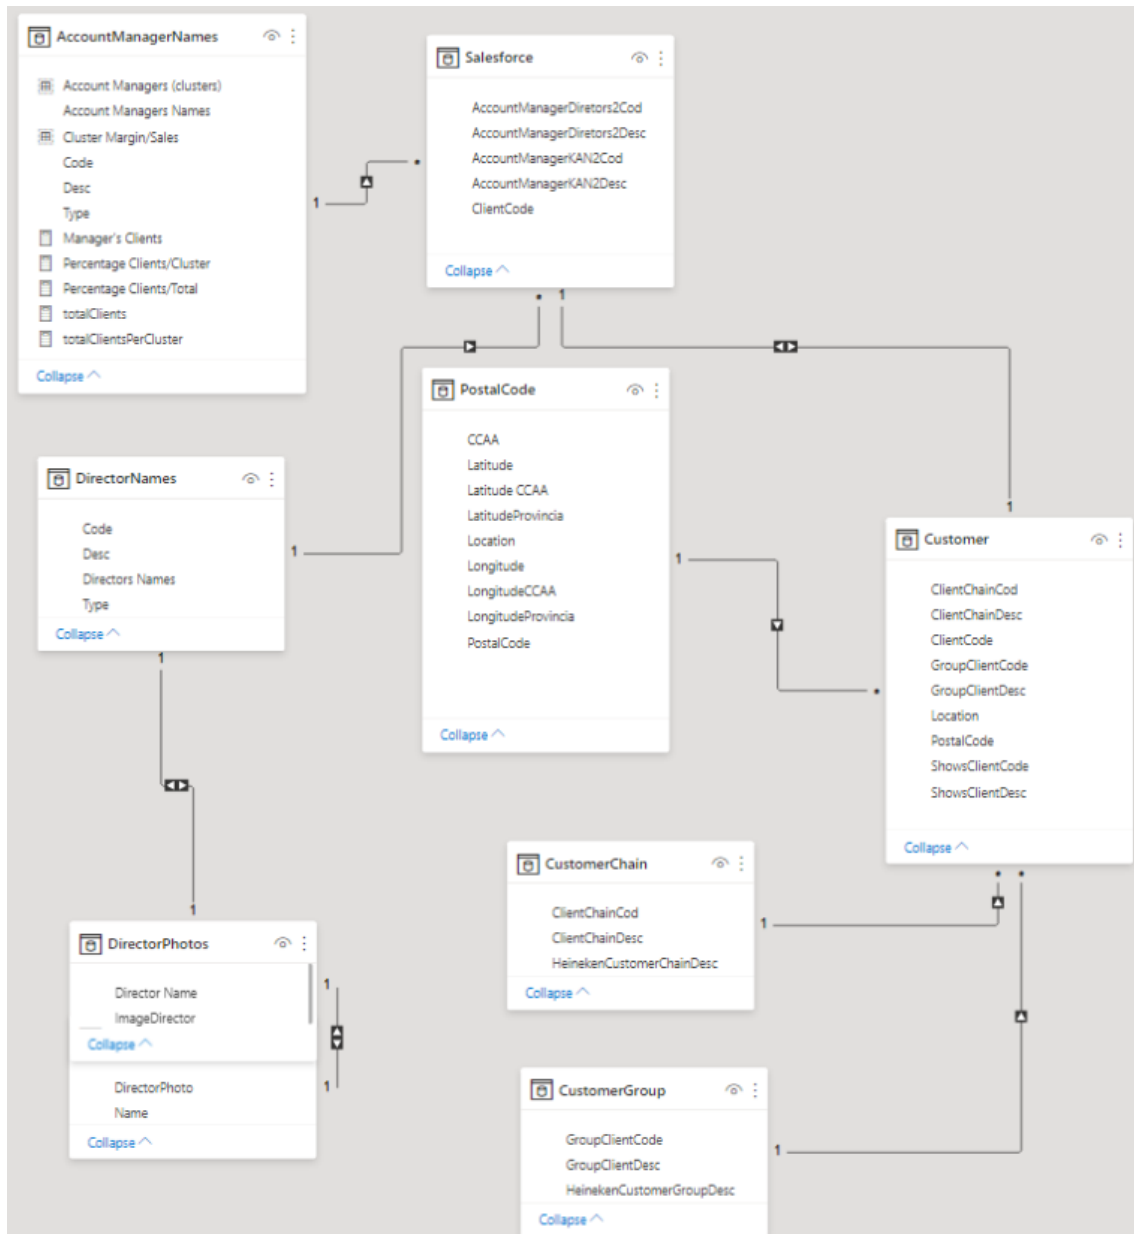 AccountManagerNames
Account Managers (clusters)
Account Managers Names
Cluster Margin/Sales
Code
Desc
Type
Manager's Clients
Percentage Clients/Cluster
Percentage Clients/Total
totalClients
totalClientsPerCluster
Collapse
1
*
Salesforce
AccountManagerDiretors2Cod
AccountManagerDiretors2Desc
AccountManagerKAN2Cod
AccountManagerKAN2Desc
ClientCode
Collapse
* 1
PostalCode
CCAA
Latitude
Latitude CCAA
LatitudeProvincia
Location
Longitude
LongitudeCCAA
LongitudeProvincia
PostalCode
Collapse
1
*
DirectorNames
Code
Desc
Directors Names
Type
Collapse
1
1
1
Customer
ClientChainCod
ClientChainDesc
ClientCode
GroupClientCode
GroupClientDesc
Location
PostalCode
ShowsClientCode
ShowsClientDesc
Collapse
* *
1
DirectorPhotos
Director Name
ImageDirector
Collapse
DirectorPhoto
Name
Collapse
1
1
CustomerChain
ClientChainCod
ClientChainDesc
HeinekenCustomerChainDesc
Collapse
1
CustomerGroup
GroupClientCode
GroupClientDesc
HeinekenCustomerGroupDesc
Collapse
1